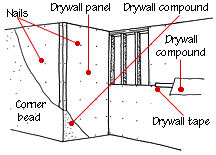 Nails
Drywall panel
Drywall compound
Drywall
compound
Corner
bead
Drywall tape